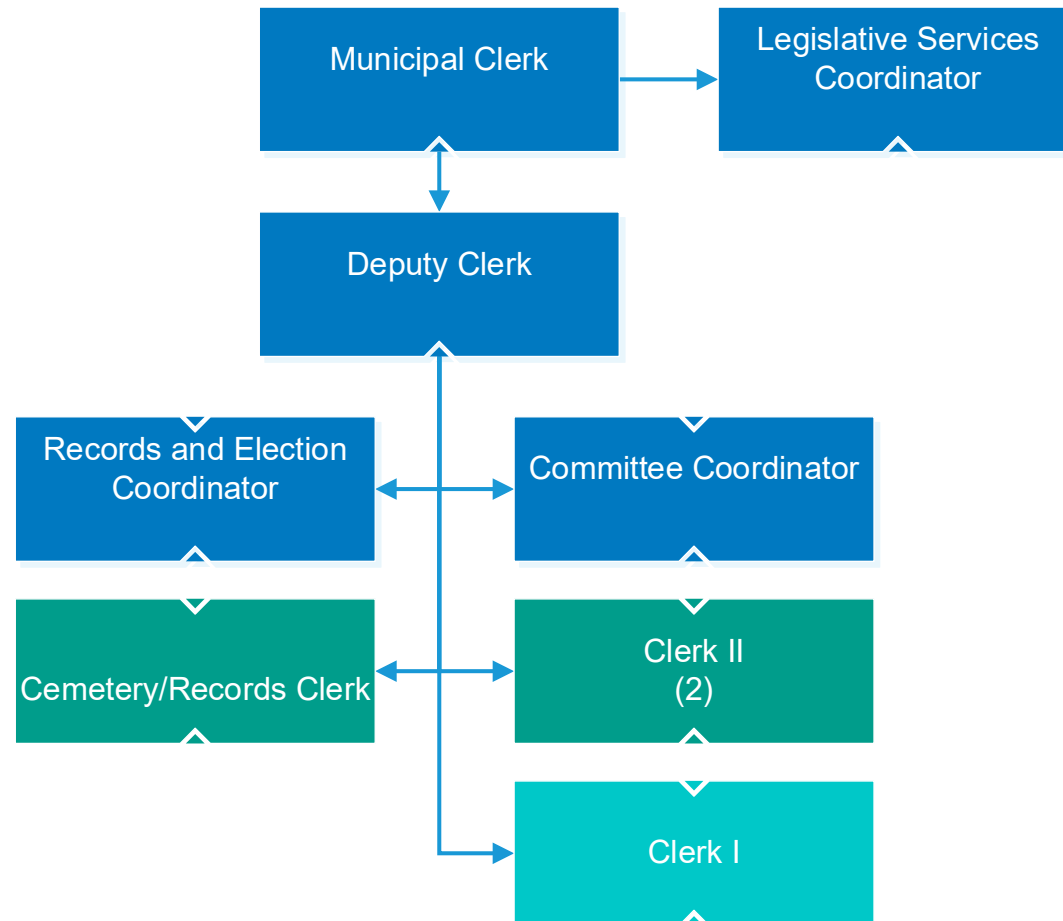 Municipal Clerk
Legislative Services
Coordinator
Deputy Clerk
Records and Election
Coordinator
Committee Coordinator
Cemetery/Records Clerk
Clerk II
(2)
Clerk I